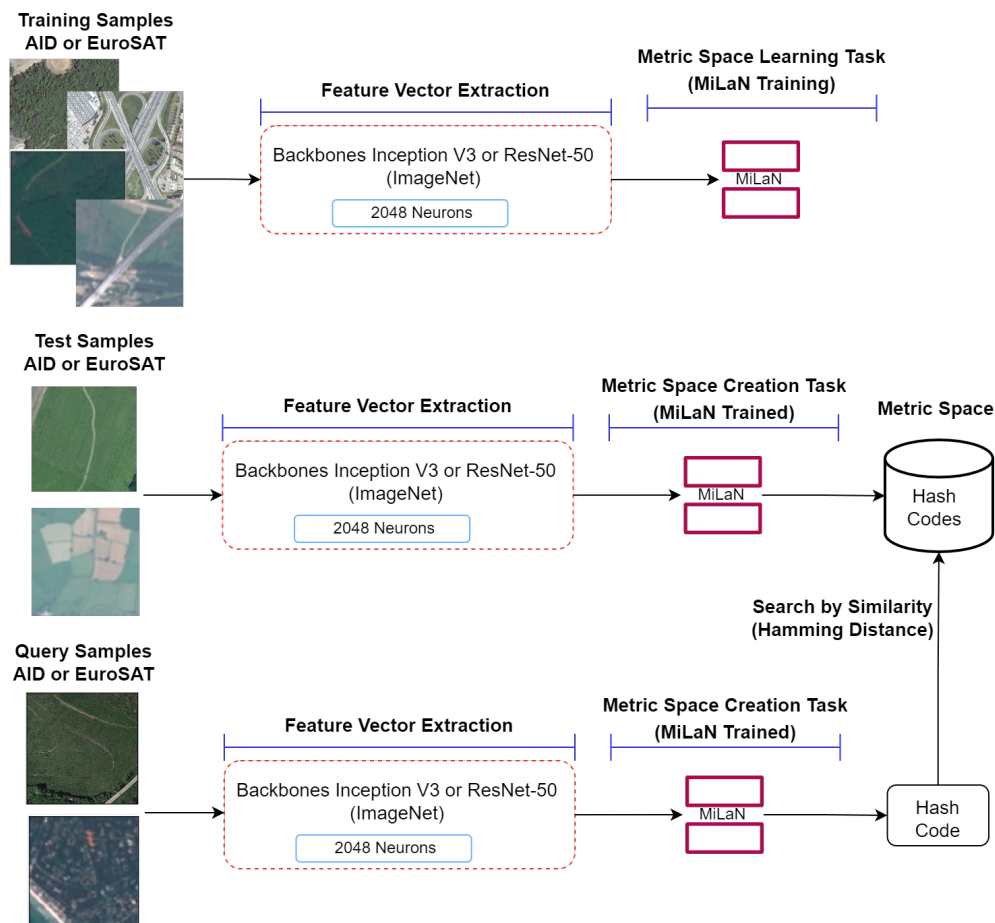 Training Samples
AID or EuroSAT
Feature Vector Extraction
Metric Space Learning Task
(MiLaN Training)
Backbones Inception V3 or ResNet-50
(ImageNet)
2048 Neurons
MiLaN
Test Samples
AID or EuroSAT
Feature Vector Extraction
Metric Space Creation Task
(MiLaN Trained)
Metric Space
Backbones Inception V3 or ResNet-50
(ImageNet)
2048 Neurons
MiLaN
Hash
Codes
Search by Similarity
(Hamming Distance)
Query Samples
AID or EuroSAT
Feature Vector Extraction
Metric Space Creation Task
(MiLaN Trained)
Backbones Inception V3 or ResNet-50
(ImageNet)
2048 Neurons
MiLaN
Hash
Code